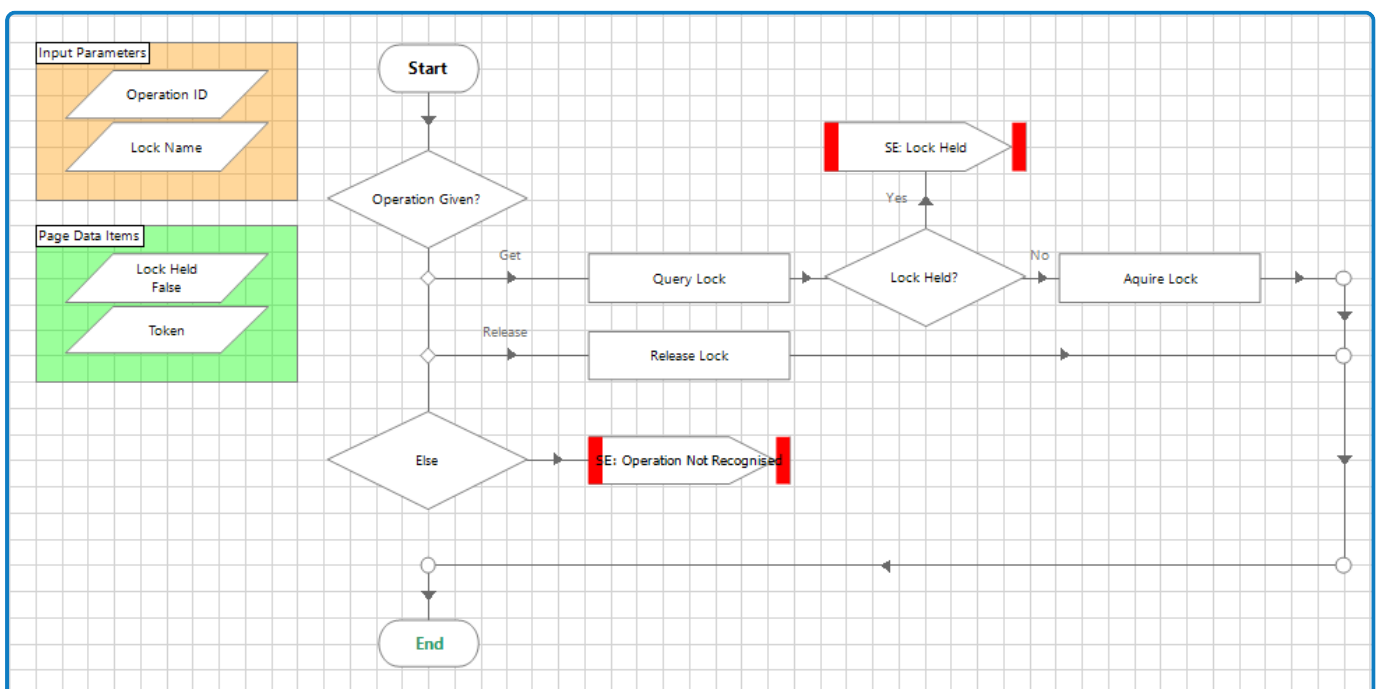 Input Parameters
Operation ID
Lock Name
Page Data Items
Lock Held
False
Token
Start
Operation Given?
Get
Query Lock
Lock Held?
Yes
SE: Lock Held
No
Aquire Lock
Release
Release Lock
Else
SE: Operation Not Recognised
End